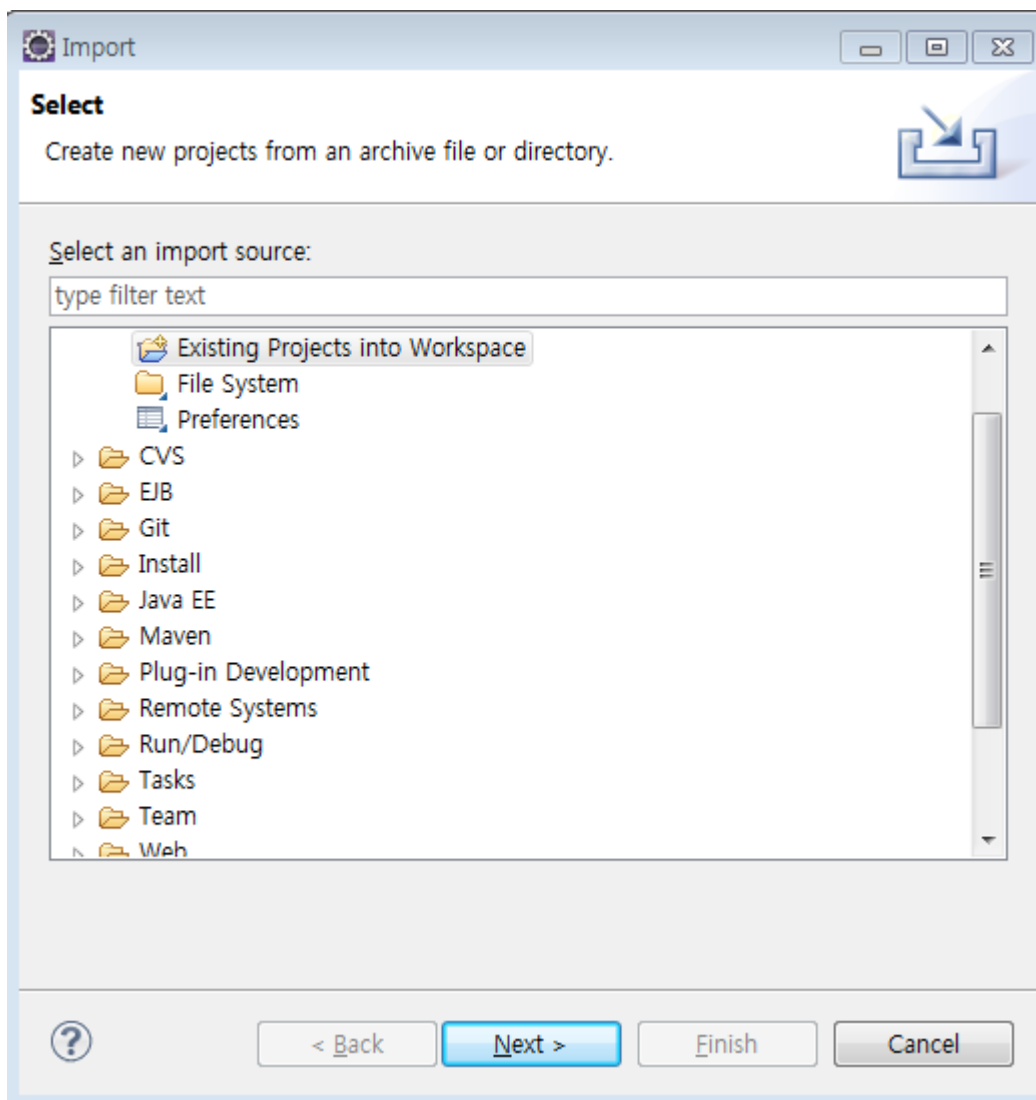 Import
Select
Create new projects from an archive file or directory.
Select an import source:
type filter text
Existing Projects into Workspace
File System
Preferences
CVS
EJB
Git
Install
Java EE
Maven
Plug-in Development
Remote Systems
Run/Debug
Tasks
Team
Web
?
< Back
Next >
Finish
Cancel